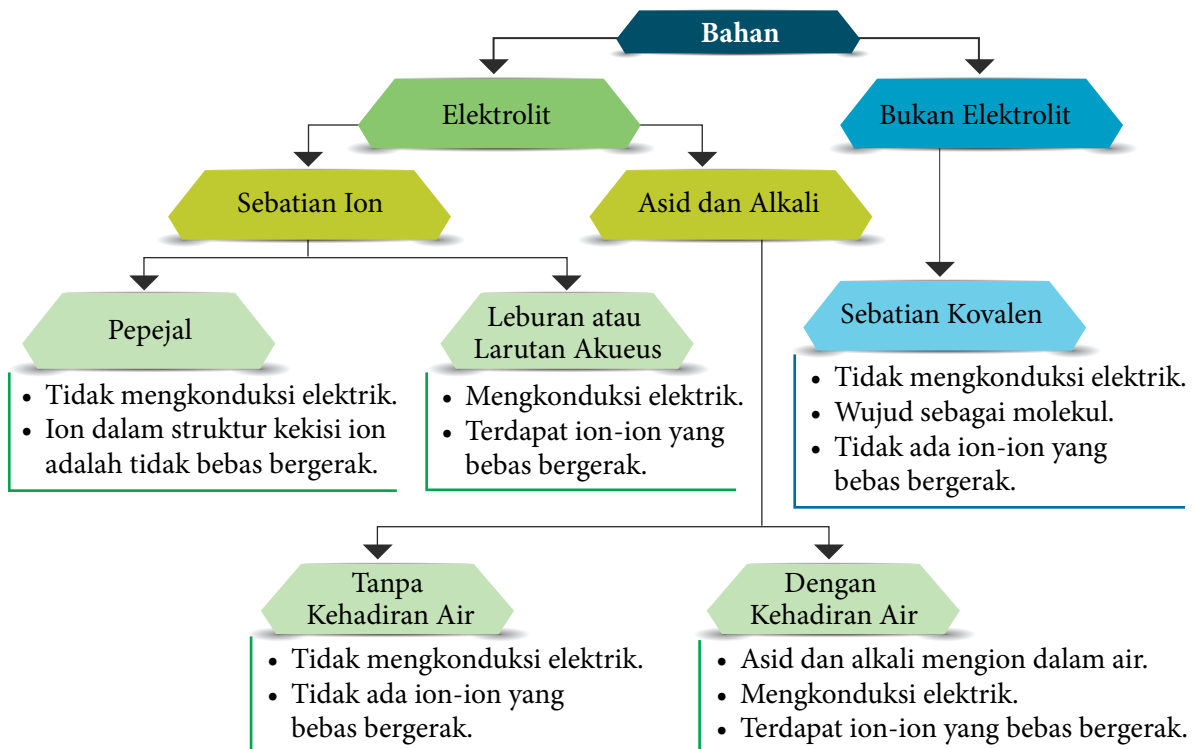 Bahan
Elektrolit
Bukan Elektrolit
Sebatian Ion
Asid dan Alkali
Pepejal
• Tidak mengkonduksi elektrik.
• Ion dalam struktur kekisi ion
adalah tidak bebas bergerak.
Leburan atau
Larutan Akueus
• Mengkonduksi elektrik.
• Terdapat ion-ion yang
bebas bergerak.
Sebatian Kovalen
• Tidak mengkonduksi elektrik.
• Wujud sebagai molekul.
• Tidak ada ion-ion yang
bebas bergerak.
Tanpa
Kehadiran Air
• Tidak mengkonduksi elektrik.
• Tidak ada ion-ion yang
bebas bergerak.
Dengan
Kehadiran Air
• Asid dan alkali mengion dalam air.
• Mengkonduksi elektrik.
• Terdapat ion-ion yang bebas bergerak.